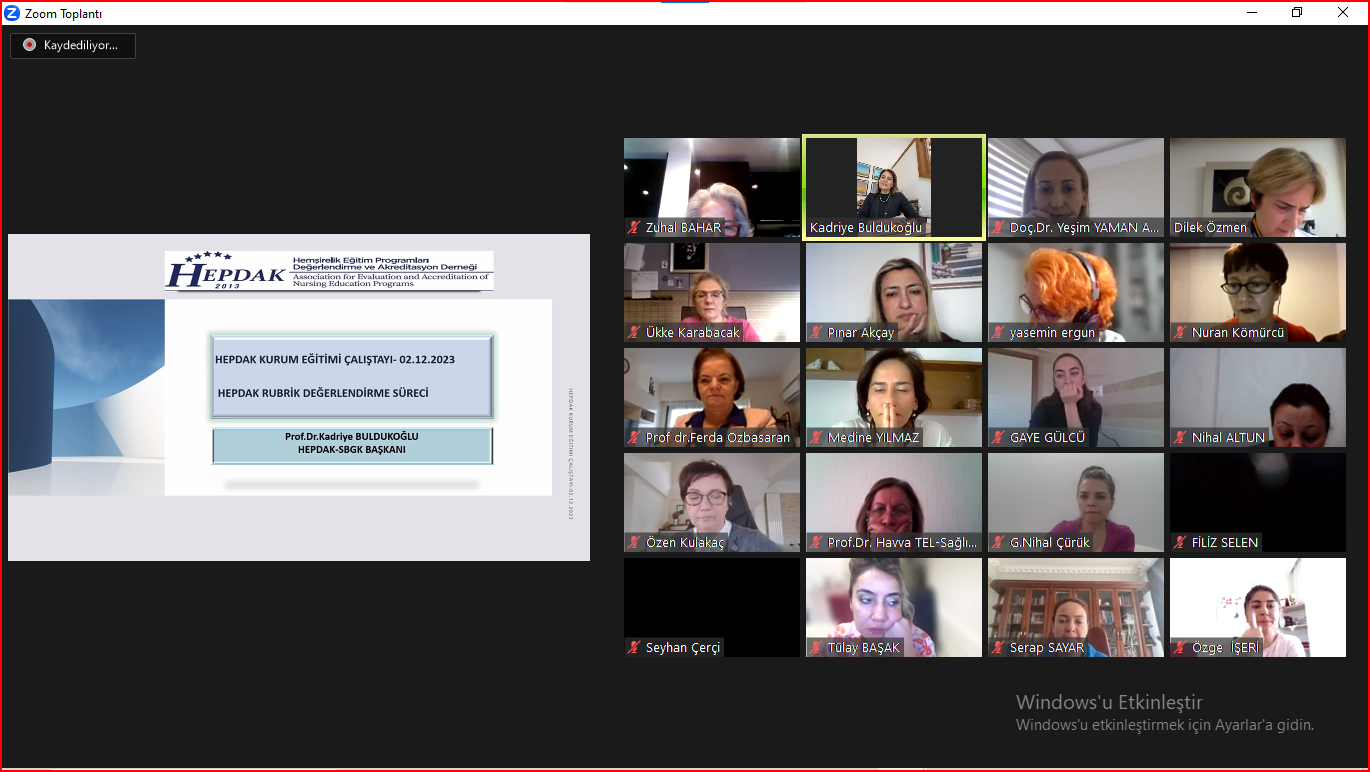 Zoom Toplantı
Kaydediliyor...
HEPDAK
2013
Hemşirelik Eğitim Programları
Değerlendirme ve Akreditasyon Derneği
Association for Evaluation and Accreditation of
Nursing Education Programs
HEPDAK KURUM EĞİTİMİ ÇALIŞTAYI- 02.12.2023
HEPDAK RUBRİK DEĞERLENDİRME SÜRECİ
Prof.Dr.Kadriye BULDUKOĞLU
HEPDAK-SBGK BAŞKANI
HEPDAK KURUM EĞİTİMİ ÇALIŞTAYI-02.12.2023
Zuhal BAHAR
Kadriye Buldukoğlu
Doç.Dr. Yeşim YAMAN A...
Dilek Özmen
Ükke Karabacak
Pınar Akçay
yasemin ergun
Nuran Kömürcü
Prof dr.Ferda Özbasaran
Medine YILMAZ
GAYE GÜLCÜ
Nihal ALTUN
Özen Kulakaç
Prof.Dr. Havva TEL-Sağlı...
G.Nihal Çürük
FİLİZ SELEN
Seyhan Çerçi
Tülay BAŞAK
Serap SAYAR
Özge İŞERİ
Windows'u Etkinleştir
Windows'u etkinleştirmek için Ayarlar'a gidin.